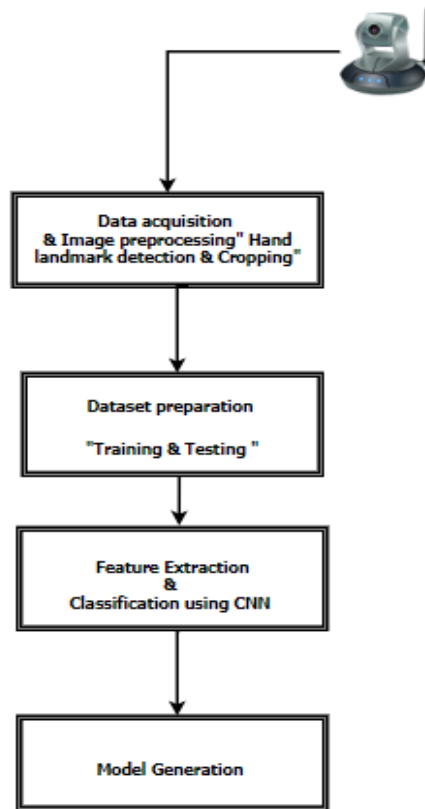 Data acquisition
& Image preprocessing" Hand
landmark detection & Cropping"
Dataset preparation
"Training & Testing "
Feature Extraction
&
Classification using CNN
Model Generation